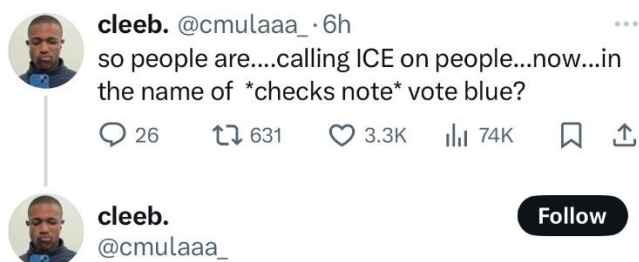 cleeb. @cmulaaa_ · 6h
so people are....calling ICE on people...now...in
the name of *checks note* vote blue?
26 631 3.3K 74K
cleeb.
Follow
@cmulaaa_